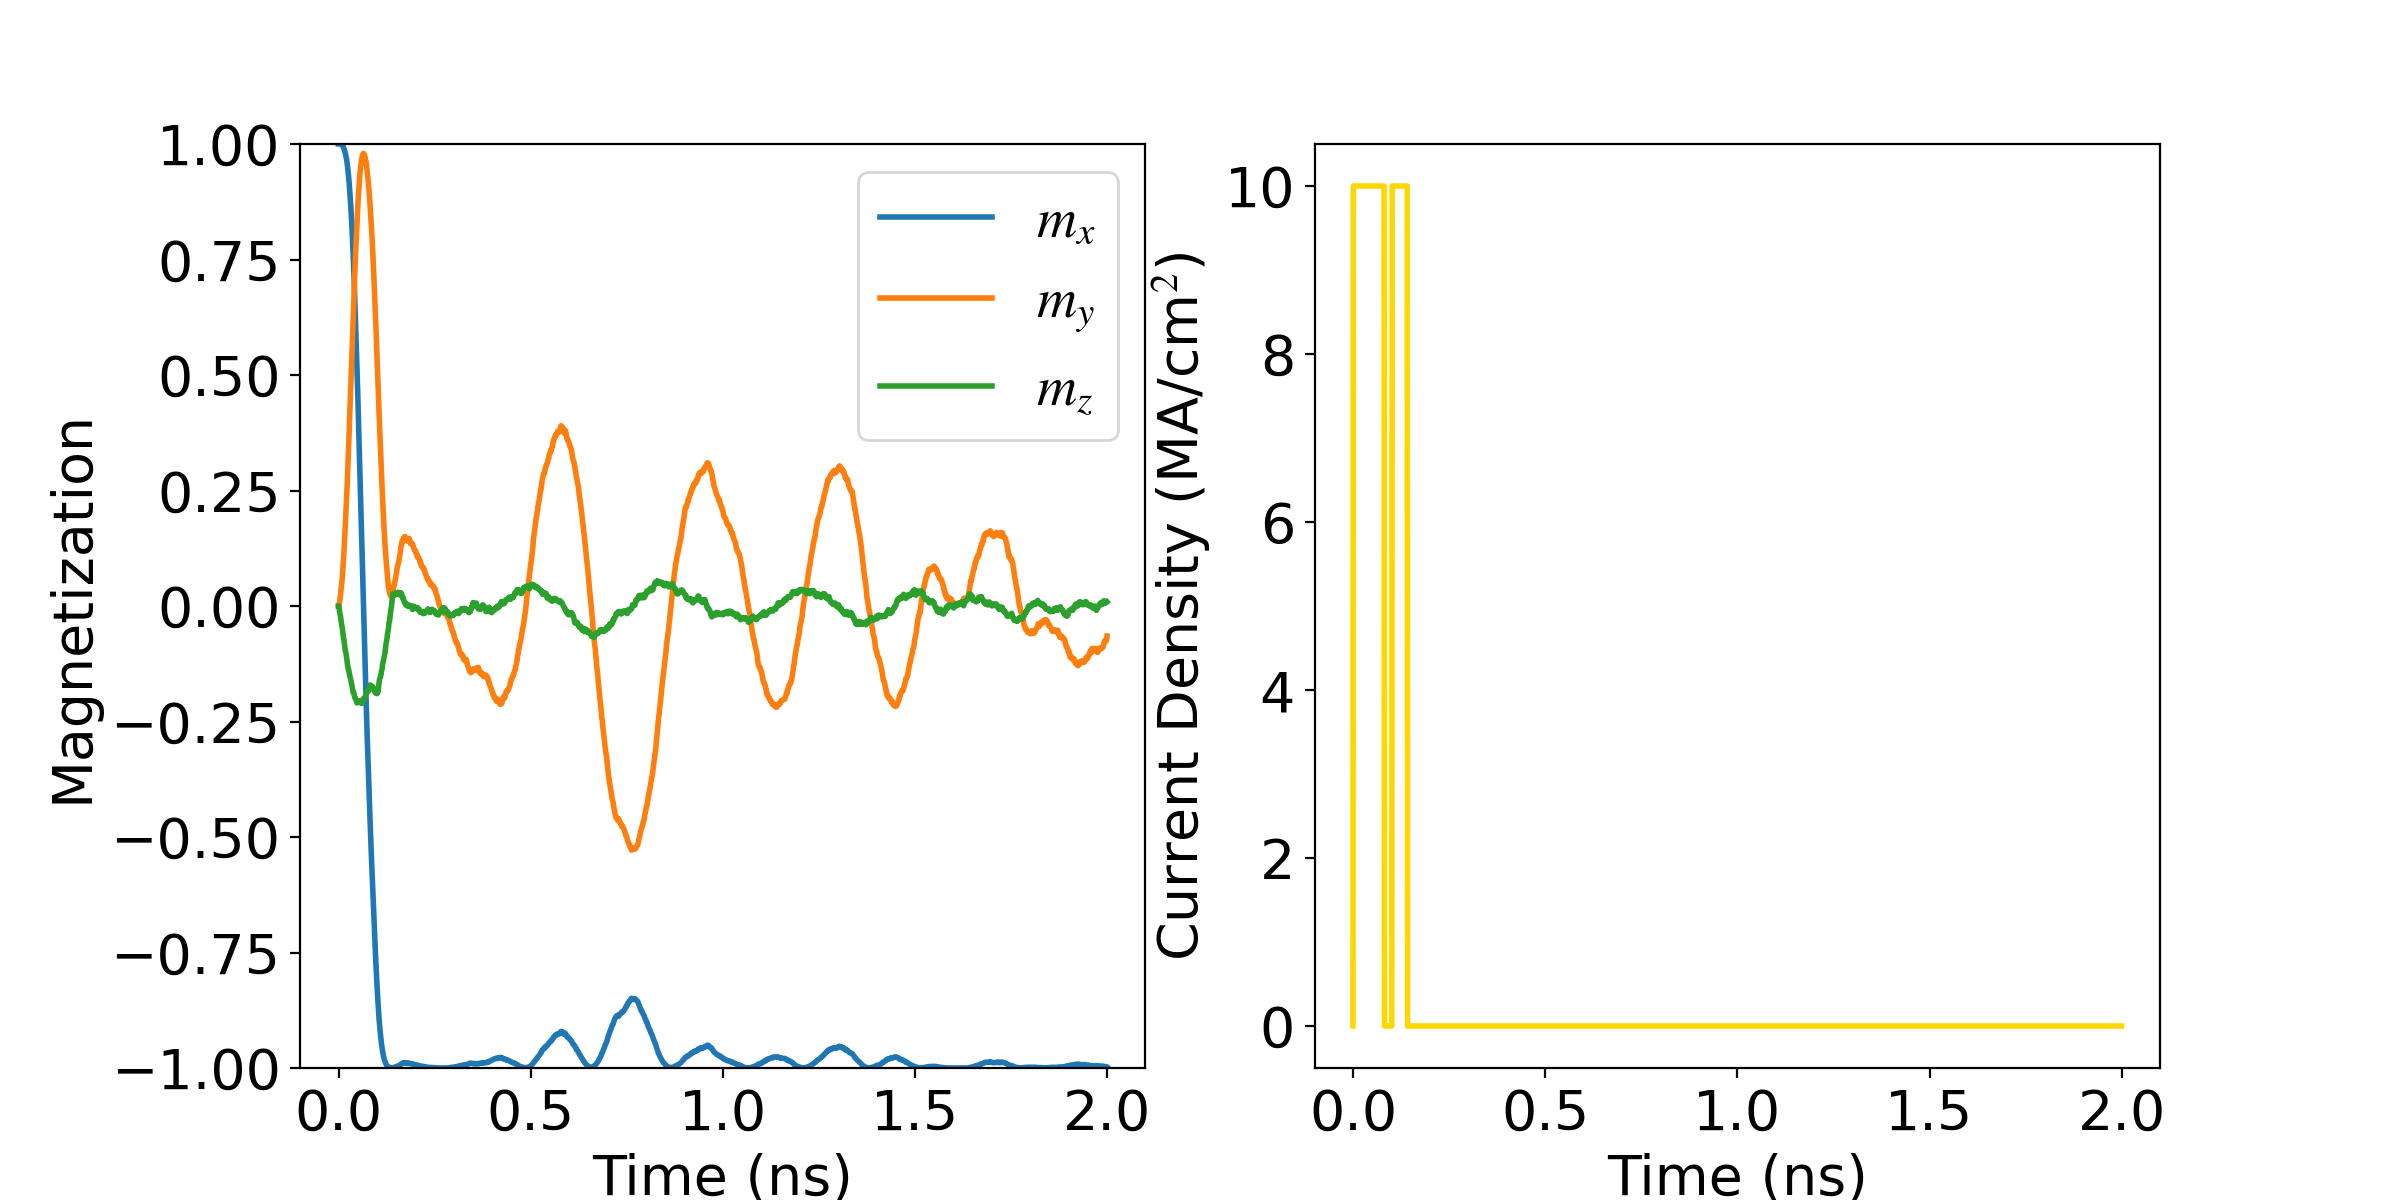 Magnetization
1.00
0.75
0.50
0.25
0.00
−0.25
−0.50
−0.75
−1.00
0.0 0.5 1.0 1.5 2.0
Time (ns)
m_x
m_y
m_z
Current Density (MA/cm²)
10
8
6
4
2
0
0.0 0.5 1.0 1.5 2.0
Time (ns)